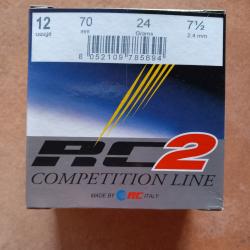 12 70 24 7½
mm Grams 2.4 mm
8 052109 785694
RC2
COMPETITION LINE
MADE BY RC ITALY